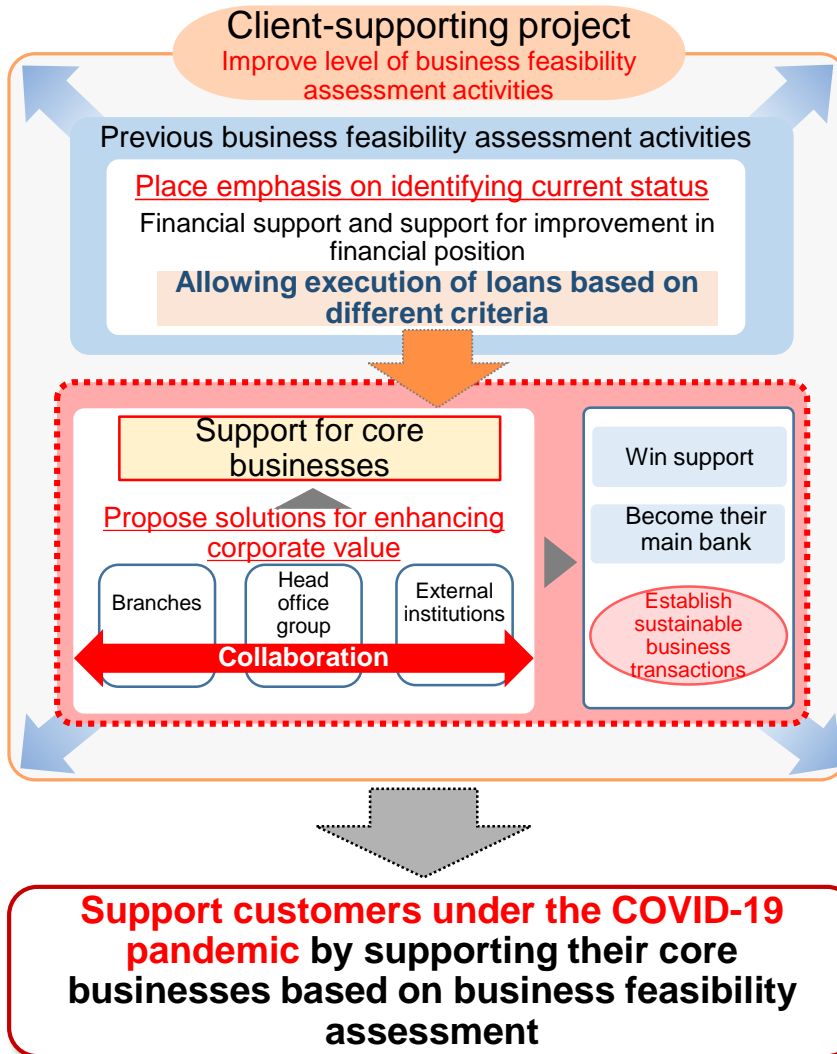 Client-supporting project
Improve level of business feasibility
assessment activities
Previous business feasibility assessment activities
Place emphasis on identifying current status
Financial support and support for improvement in
financial position
Allowing execution of loans based on
different criteria
Support for core
businesses
Propose solutions for enhancing
corporate value
Branches
Head
office
group
External
institutions
Collaboration
Win support
Become their
main bank
Establish
sustainable
business
transactions
Support customers under the COVID-19
pandemic by supporting their core
businesses based on business feasibility
assessment